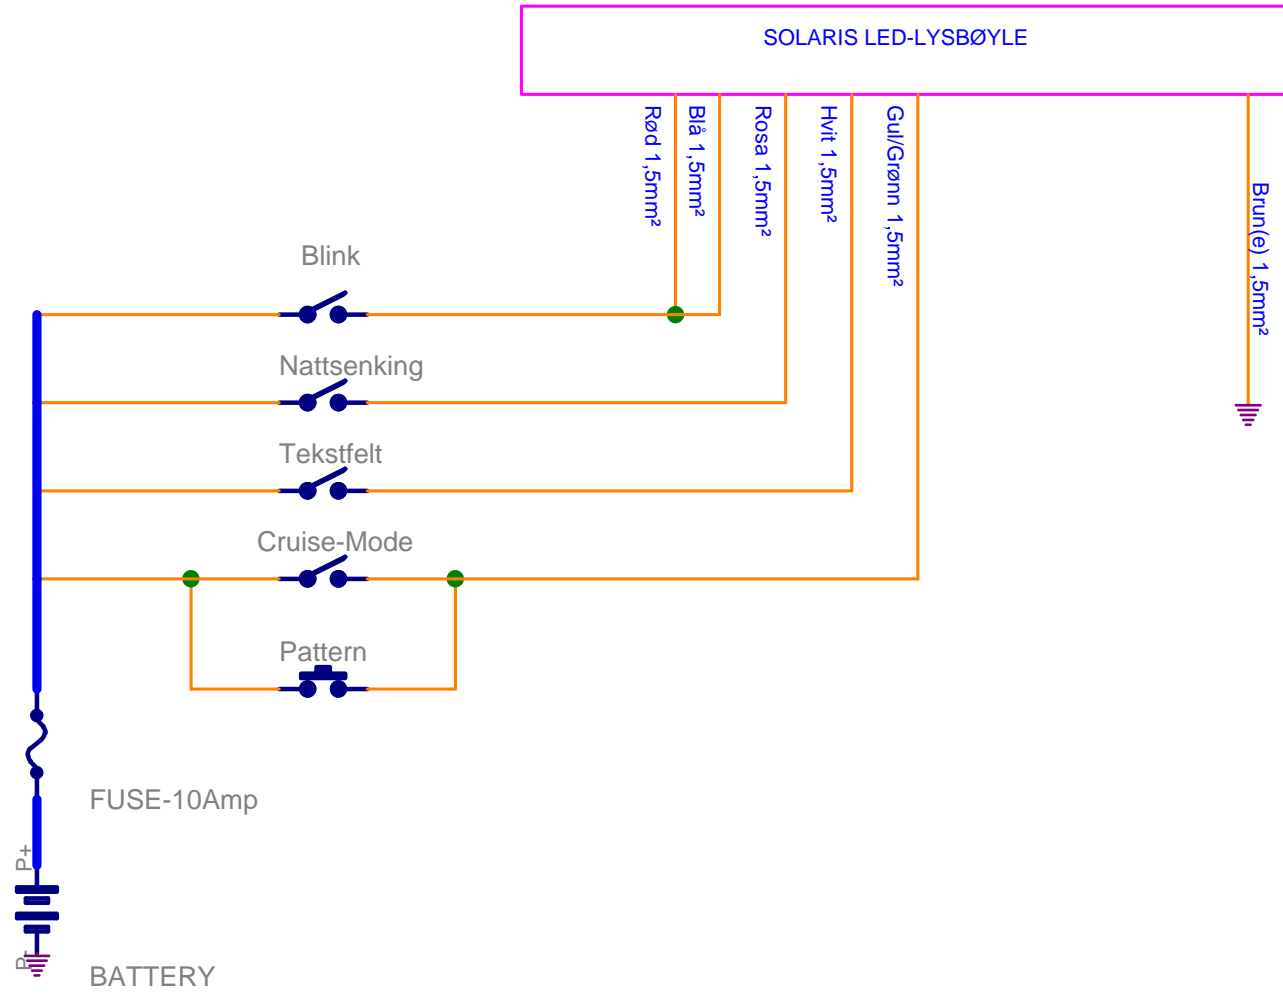 SOLARIS LED-LYSBØYLE
Rød 1,5mm²
Blå 1,5mm²
Rosa 1,5mm²
Hvit 1,5mm²
Gul/Grønn 1,5mm²
Brun(e) 1,5mm²
Blink
Nattsenking
Tekstfelt
Cruise-Mode
Pattern
FUSE-10Amp
P+
P-
BATTERY